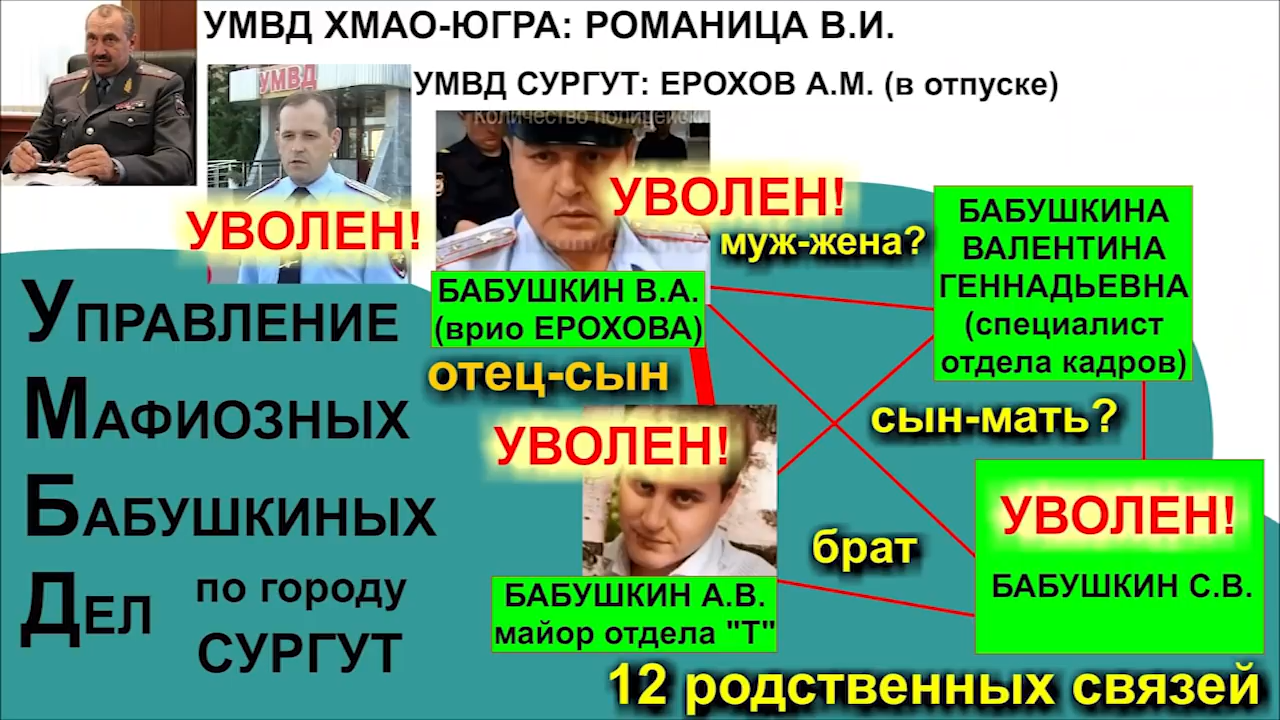 УМВД ХМАО-ЮГРА: РОМАНИЦА В.И.
УМВД СУРГУТ: ЕРОХОВ А.М. (в отпуске)
УМВД
Количество полицейски
УВОЛЕН!
УВОЛЕН!
муж-жена?
БАБУШКИНА
ВАЛЕНТИНА
ГЕННАДЬЕВНА
(специалист
отдела кадров)
БАБУШКИН В.А.
(врио ЕРОХОВА)
отец-сын
УПРАВЛЕНИЕ
МАФИОЗНЫХ
БАБУШКИНЫХ
ДЕЛ
по городу
СУРГУТ
УВОЛЕН!
сын-мать?
УВОЛЕН!
БАБУШКИН С.В.
брат
БАБУШКИН А.В.
майор отдела "Т"
12 родственных связей